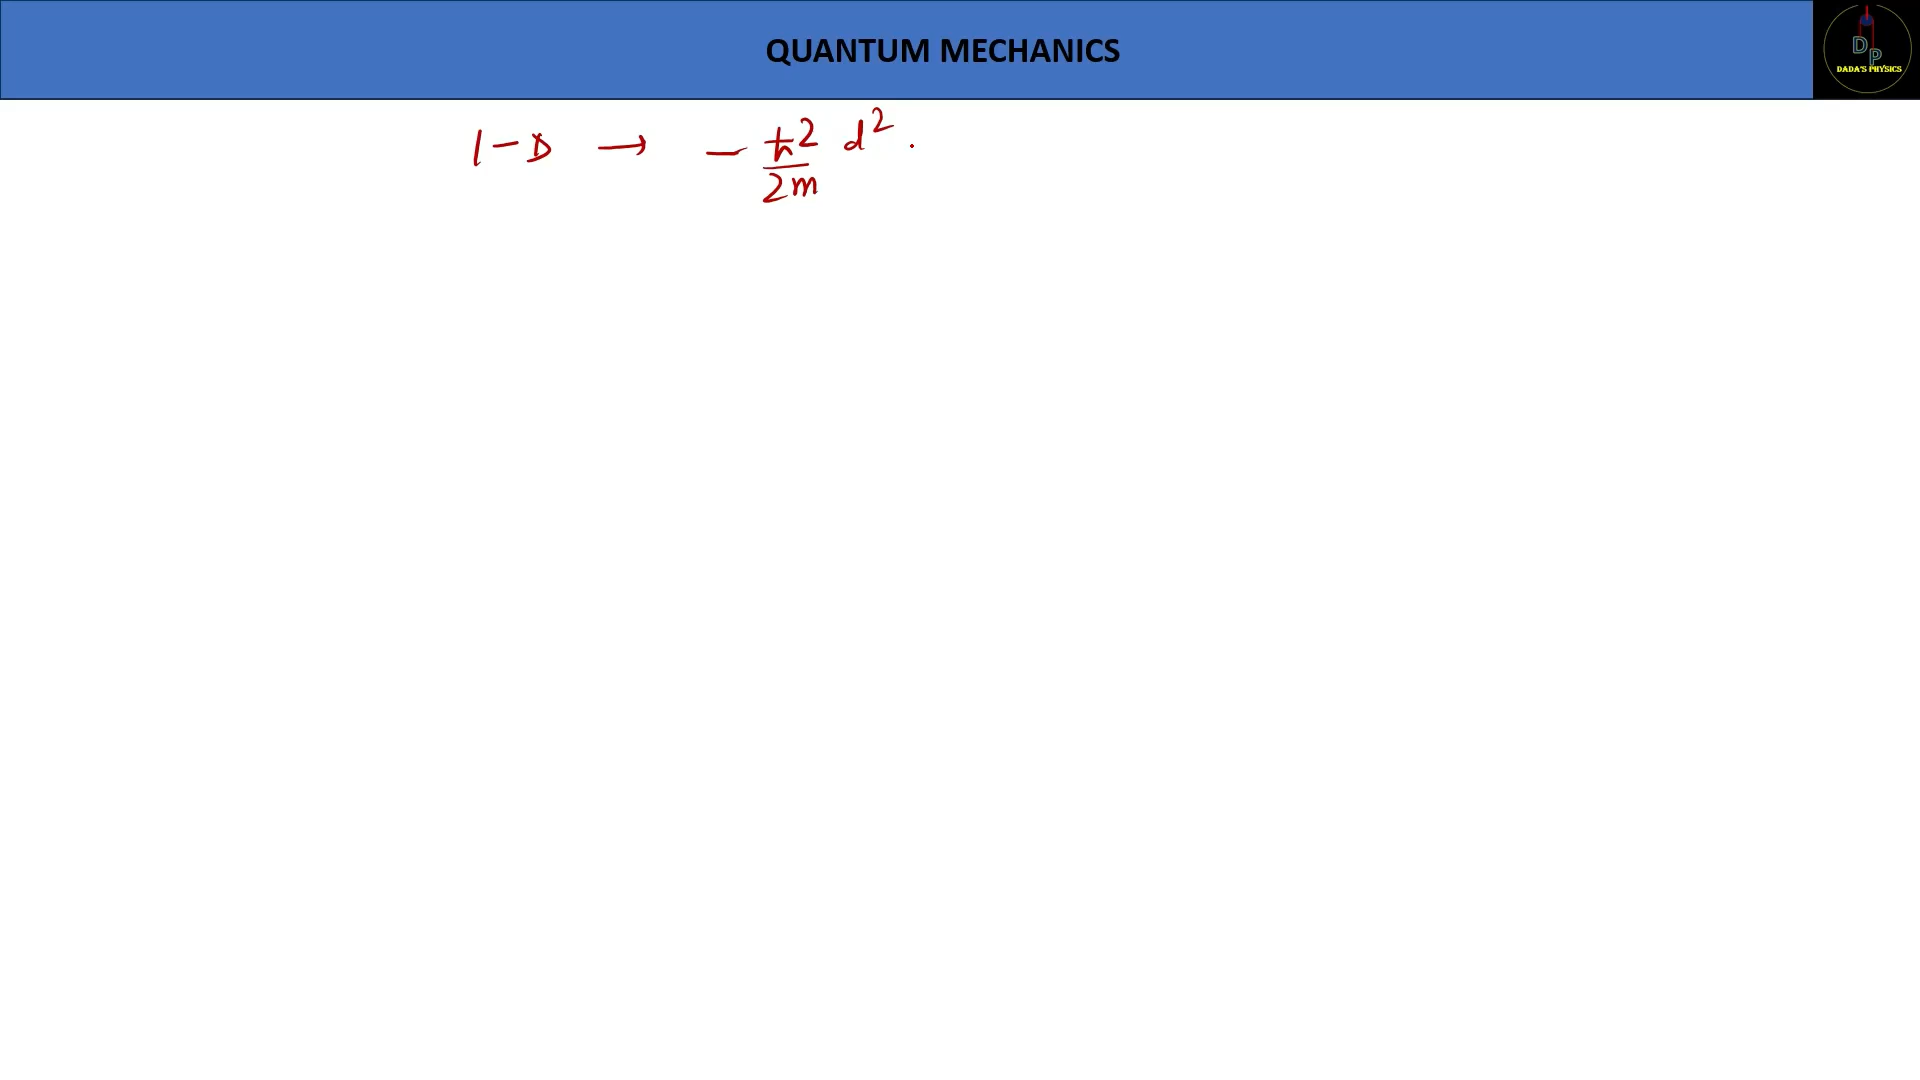 QUANTUM MECHANICS
D
P
DADA'S PHYSICS
1-D → - ℏ² d² .
2m